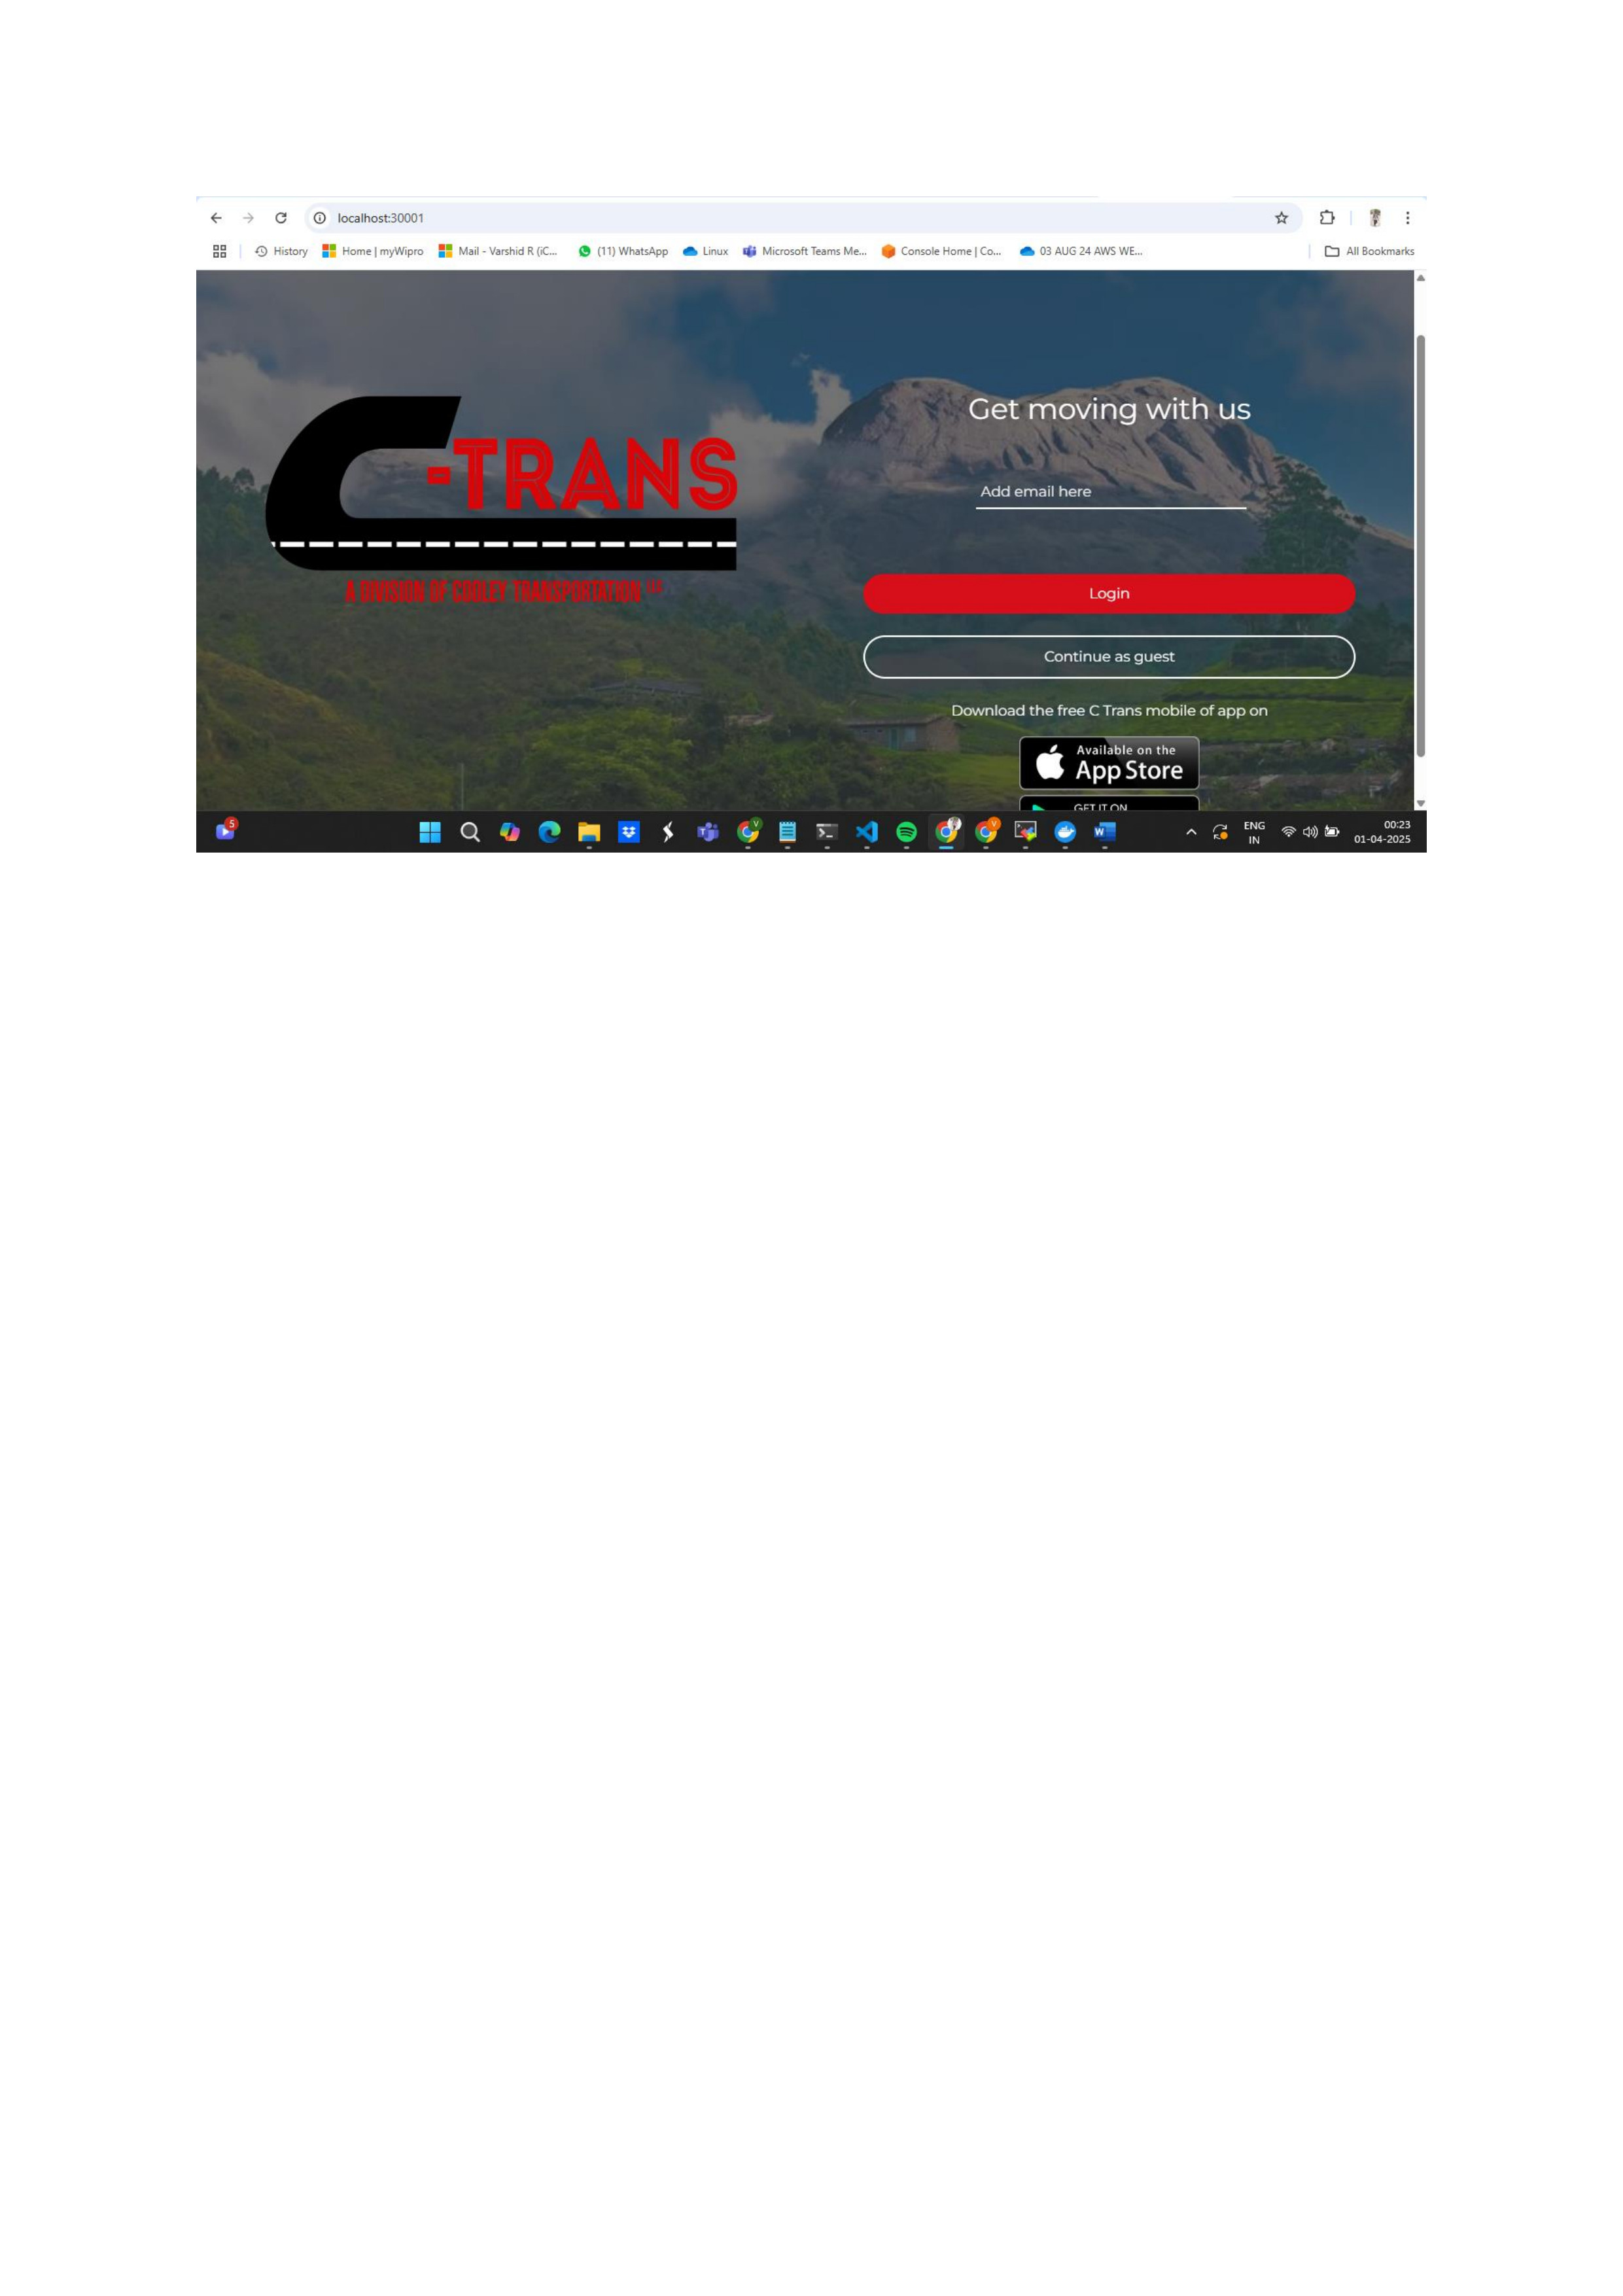 localhost:30001
History Home | myWipro Mail - Varshid R (iC... (11) WhatsApp Linux Microsoft Teams Me... Console Home | Co... 03 AUG 24 AWS WE... All Bookmarks
-TRANS
A DIVISION OF COOLEY TRANSPORTATION LLC
Get moving with us
Add email here
Login
Continue as guest
Download the free C Trans mobile of app on
Available on the
App Store
GET IT ON
5
ENG
IN
00:23
01-04-2025